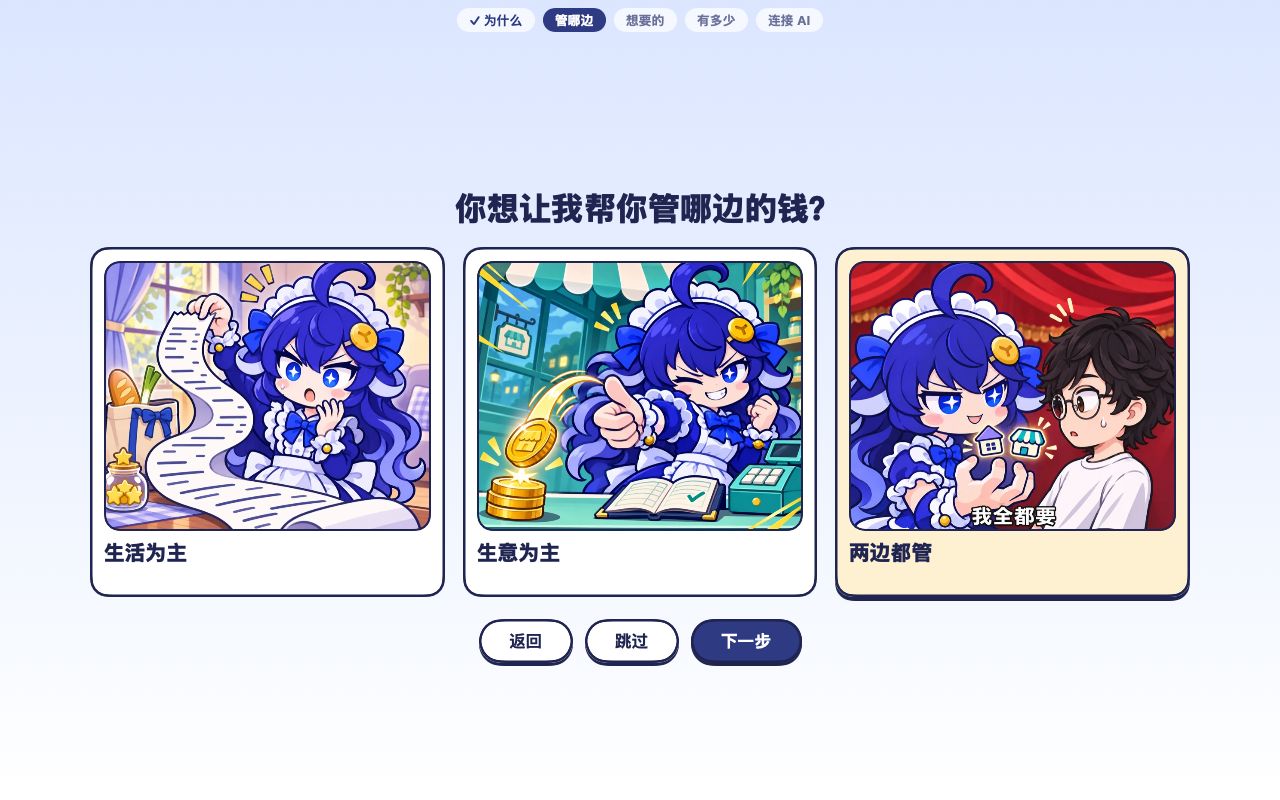 ✓ 为什么
管哪边
想要的
有多少
连接 AI
你想让我帮你管哪边的钱?
我全都要
生活为主
生意为主
两边都管
返回
跳过
下一步